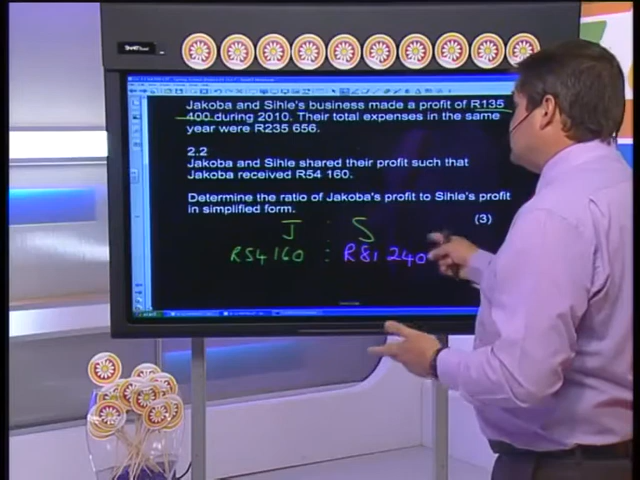 Jakoba and Sihle's business made a profit of R135
400 during 2010. Their total expenses in the same
year were R235 656.
2.2
Jakoba and Sihle shared their profit such that
Jakoba received R54 160.
Determine the ratio of Jakoba's profit to Sihle's profit
in simplified form.
(3)
J : S
R54 160 : R81 240